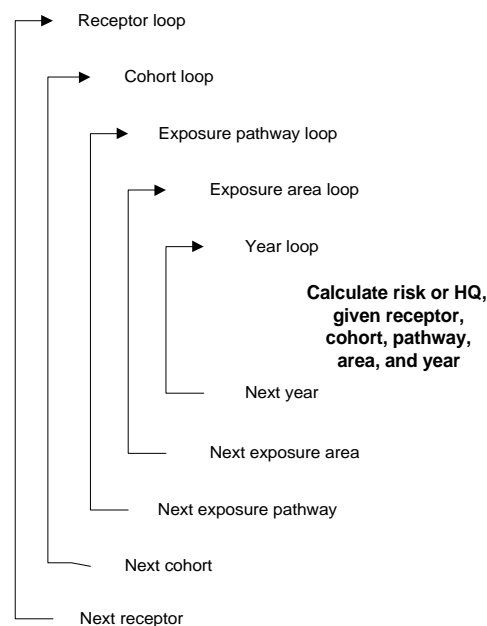 Receptor loop
Cohort loop
Exposure pathway loop
Exposure area loop
Year loop
Calculate risk or HQ,
given receptor,
cohort, pathway,
area, and year
Next year
Next exposure area
Next exposure pathway
Next cohort
Next receptor